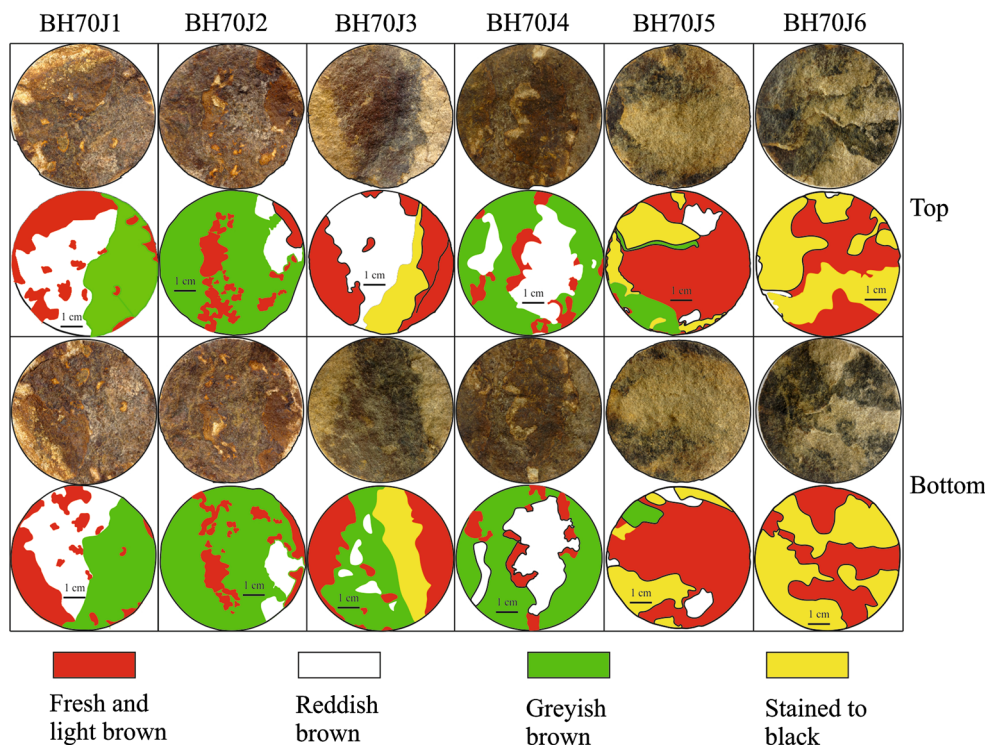 BH70J1 BH70J2 BH70J3 BH70J4 BH70J5 BH70J6
Top
1 cm 1 cm 1 cm 1 cm 1 cm 1 cm
Bottom
1 cm 1 cm 1 cm 1 cm 1 cm 1 cm
Fresh and Reddish Greyish Stained to
light brown brown brown black